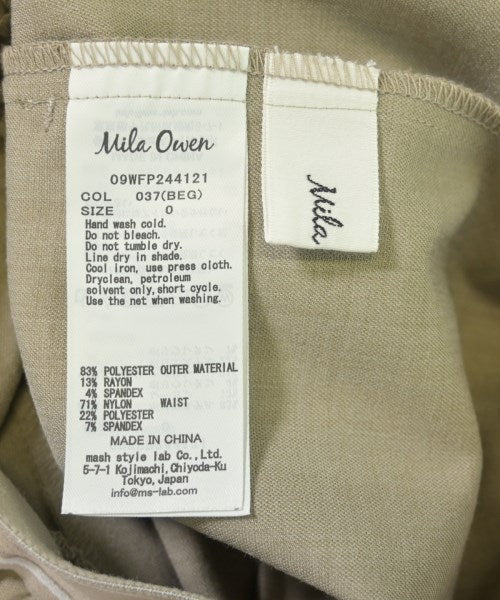 Mila Owen
09WFP244121
COL 037(BEG)
SIZE 0
Hand wash cold.
Do not bleach.
Do not tumble dry.
Line dry in shade.
Cool iron, use press cloth.
Dryclean, petroleum
solvent only,short cycle.
Use the net when washing.
83% POLYESTER OUTER MATERIAL
13% RAYON
4% SPANDEX
71% NYLON WAIST
22% POLYESTER
7% SPANDEX
MADE IN CHINA
mash style lab Co.,Ltd.
5-7-1 Kojimachi,Chiyoda-Ku
Tokyo,Japan
info@ms-lab.com
Mila